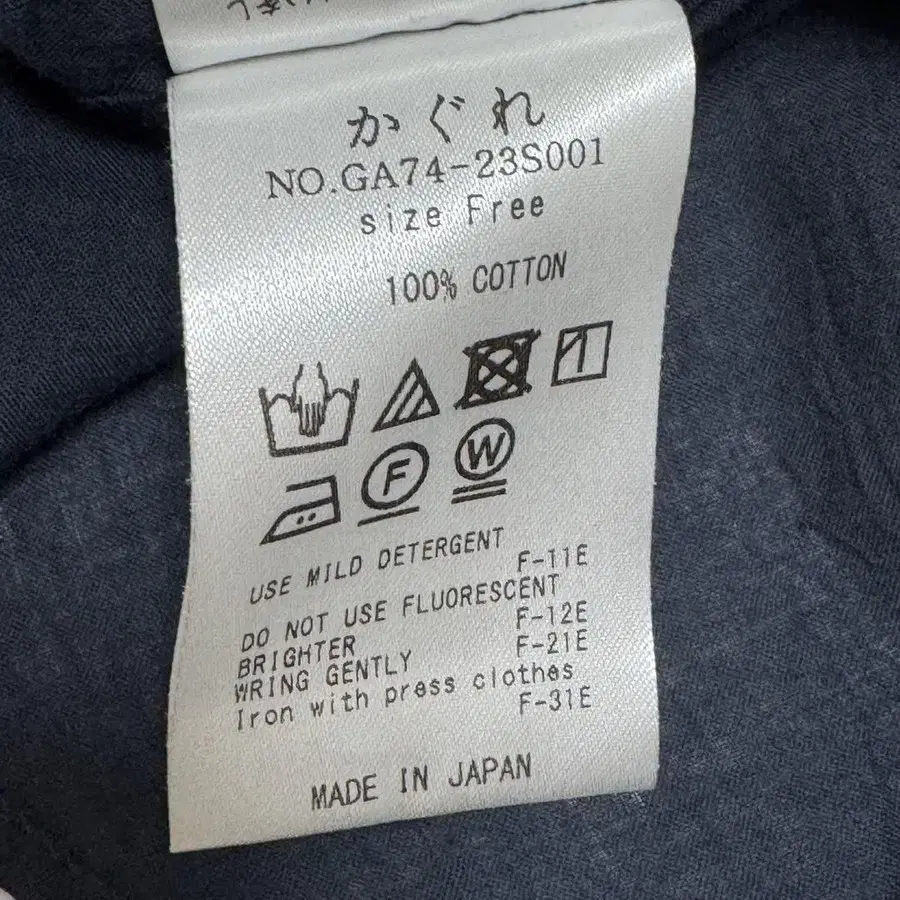 かぐれ
NO.GA74-23S001
size Free
100% COTTON
F
W
USE MILD DETERGENT
F-11E
DO NOT USE FLUORESCENT
BRIGHTER
F-12E
WRING GENTLY
F-21E
Iron with press clothes
F-31E
MADE IN JAPAN